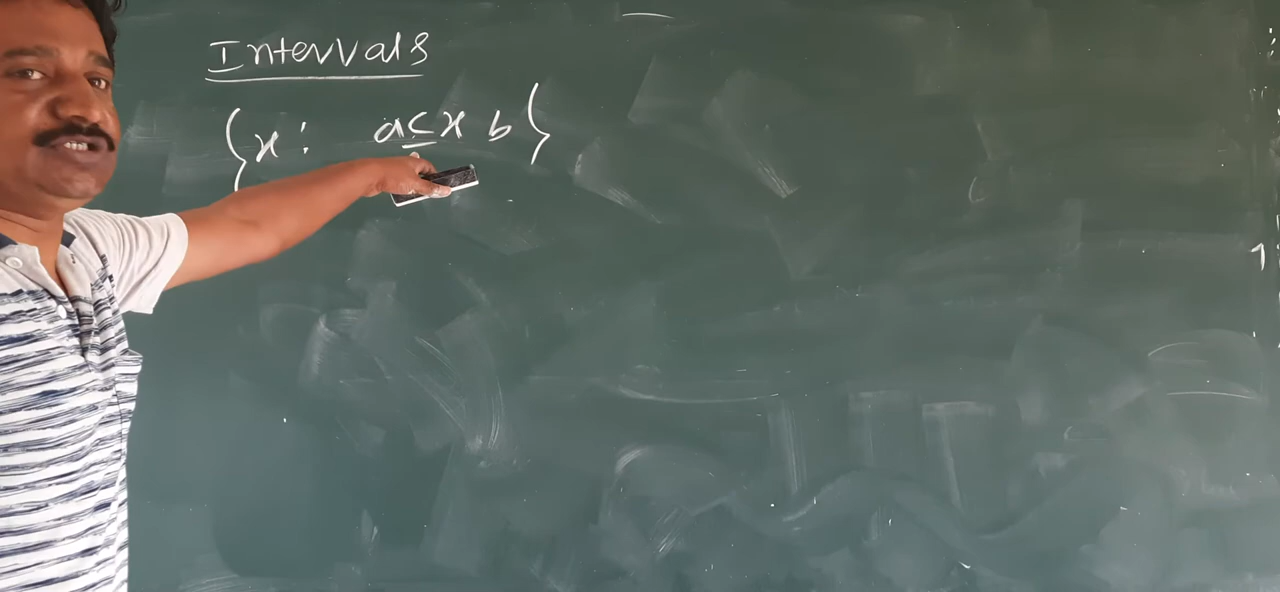 Intervals
{x : a ≤ x b}